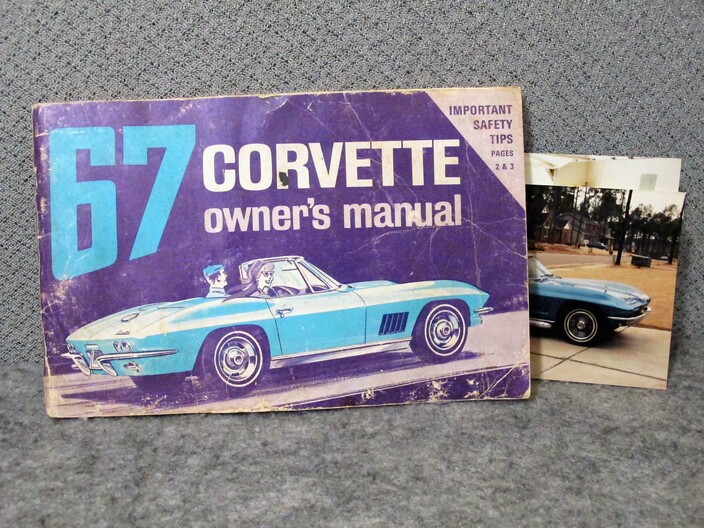 67
CORVETTE
owner's manual
IMPORTANT
SAFETY
TIPS
PAGES
2 & 3